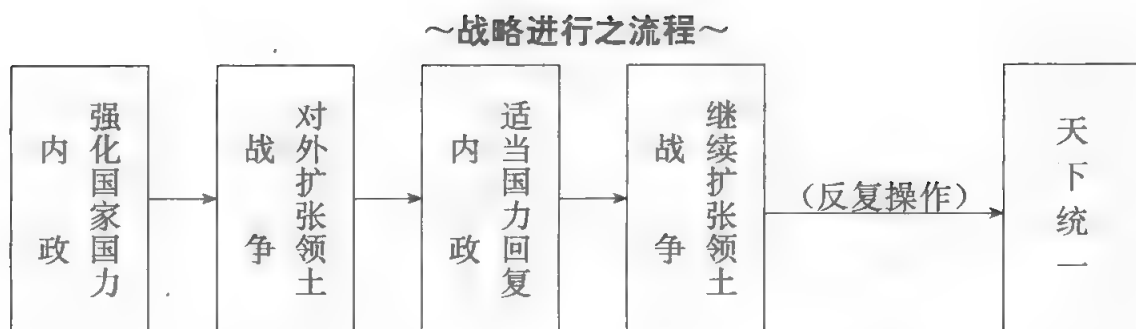 ～战略进行之流程～
内政
强化国家国力
战争
对外扩张领土
内政
适当国力回复
战争
继续扩张领土
（反复操作）
天下统一